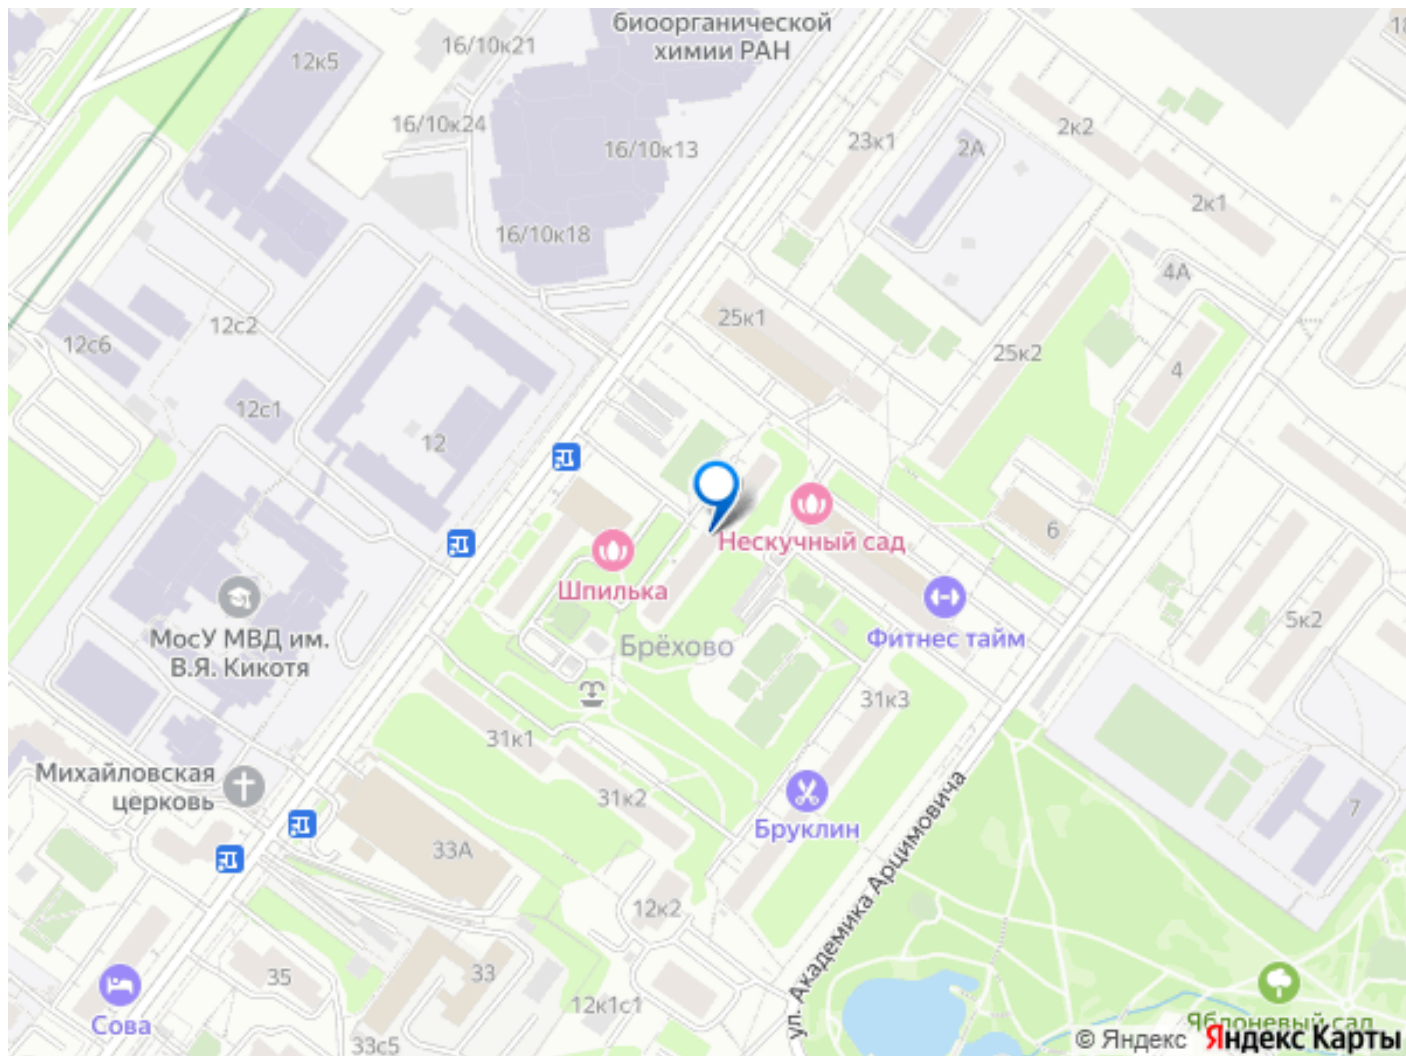 биоорганической
химии РАН
18
16/10к21
12к5
16/10к24
2к2
23к1
2А
16/10к13
2к1
16/10к18
4А
25к1
12с2
12с6
25к2
4
12с1
12
6
Нескучный сад
Шпилька
МосУ МВД им.
В.Я. Кикотя
Фитнес тайм
5к2
Брёхово
31к3
31к1
Михайловская
церковь
31к2
7
Бруклин
33А
ул. Академика Арцимовича
12к2
35
33
12к1с1
Сова
Яблоневый сад
33с5
© Яндекс Яндекс Карты